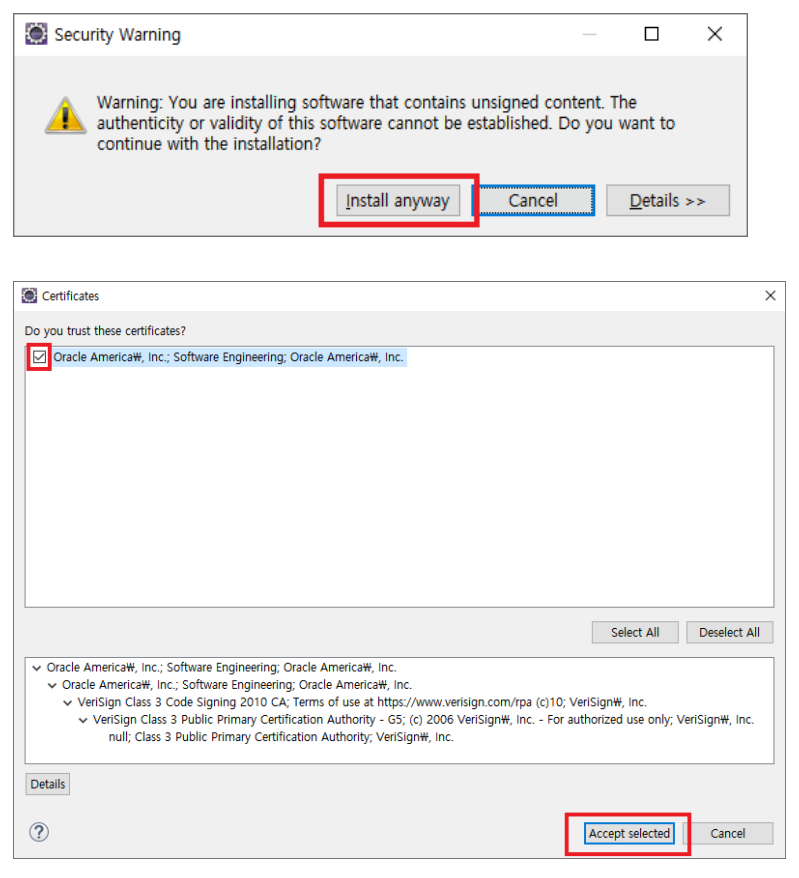 Security Warning
Warning: You are installing software that contains unsigned content. The
authenticity or validity of this software cannot be established. Do you want to
continue with the installation?
Install anyway
Cancel
Details >>
Certificates
Do you trust these certificates?
Oracle America₩, Inc.; Software Engineering; Oracle America₩, Inc.
Select All
Deselect All
Oracle America₩, Inc.; Software Engineering; Oracle America₩, Inc.
Oracle America₩, Inc.; Software Engineering; Oracle America₩, Inc.
VeriSign Class 3 Code Signing 2010 CA; Terms of use at https://www.verisign.com/rpa (c)10; VeriSign₩, Inc.
VeriSign Class 3 Public Primary Certification Authority - G5; (c) 2006 VeriSign₩, Inc. - For authorized use only; VeriSign₩, Inc.
null; Class 3 Public Primary Certification Authority; VeriSign₩, Inc.
Details
?
Accept selected
Cancel